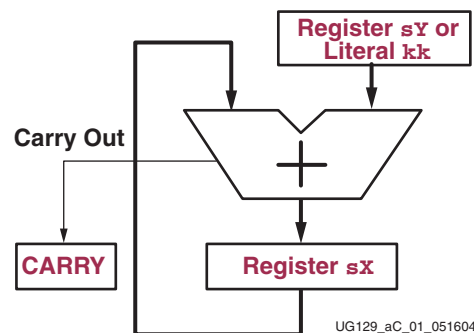 Register sY or
Literal kk
Carry Out
+
CARRY
Register sX
UG129_aC_01_051604